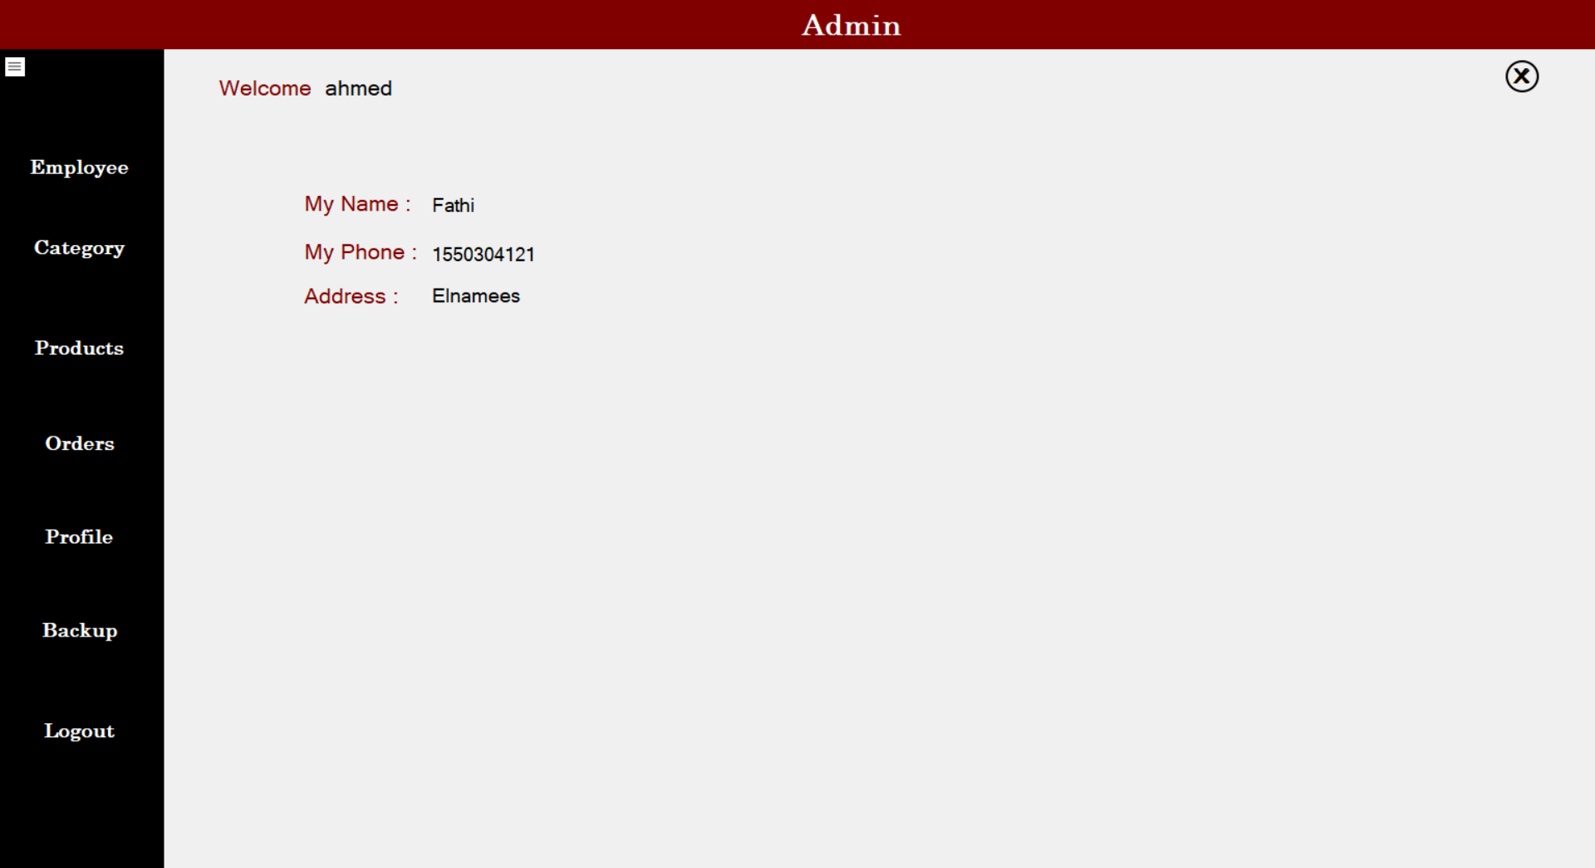 Admin
Welcome ahmed
Employee
Category
Products
Orders
Profile
Backup
Logout
My Name : Fathi
My Phone : 1550304121
Address : Elnamees